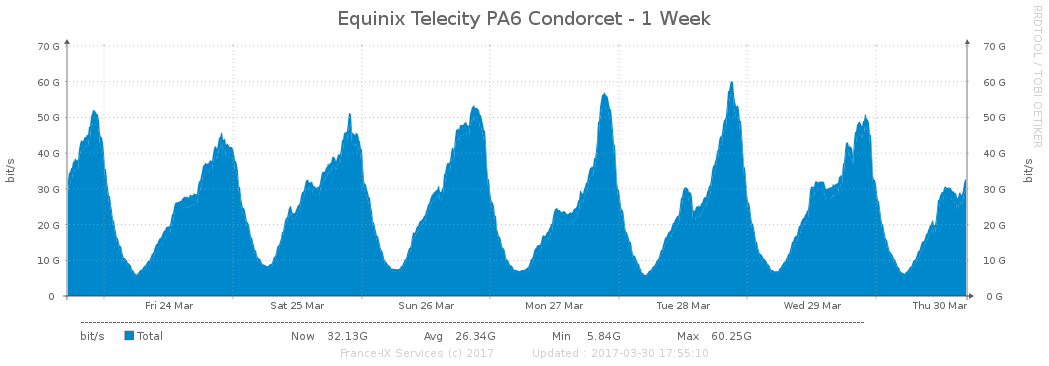 Equinix Telecity PA6 Condorcet - 1 Week
RRDTOOL / TOBI OETIKER
bit/s
bit/s
70 G 70 G
60 G 60 G
50 G 50 G
40 G 40 G
30 G 30 G
20 G 20 G
10 G 10 G
0 0 G
Fri 24 Mar Sat 25 Mar Sun 26 Mar Mon 27 Mar Tue 28 Mar Wed 29 Mar Thu 30 Mar
bit/s Total Now 32.13G Avg 26.34G Min 5.84G Max 60.25G
France-IX Services (c) 2017 Updated : 2017-03-30 17:55:10